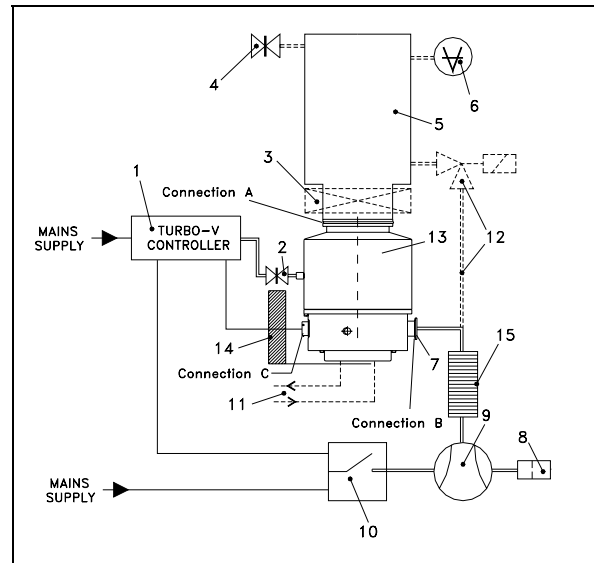 4
6
5
3
1
Connection A
MAINS
SUPPLY
TURBO-V
CONTROLLER
2
13
12
14
7
15
Connection C
11
Connection B
9
8
MAINS
SUPPLY
10